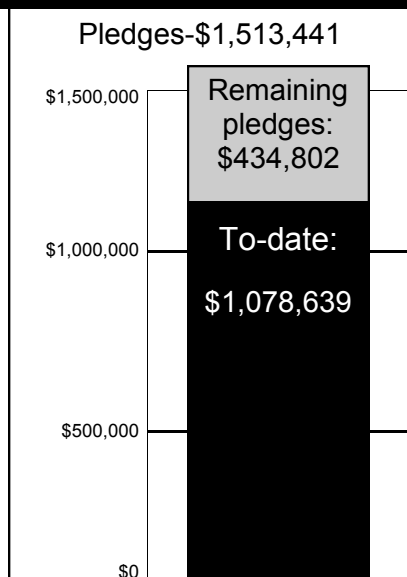 Pledges-$1,513,441
$1,500,000
Remaining
pledges:
$434,802
$1,000,000
To-date:
$1,078,639
$500,000
$0